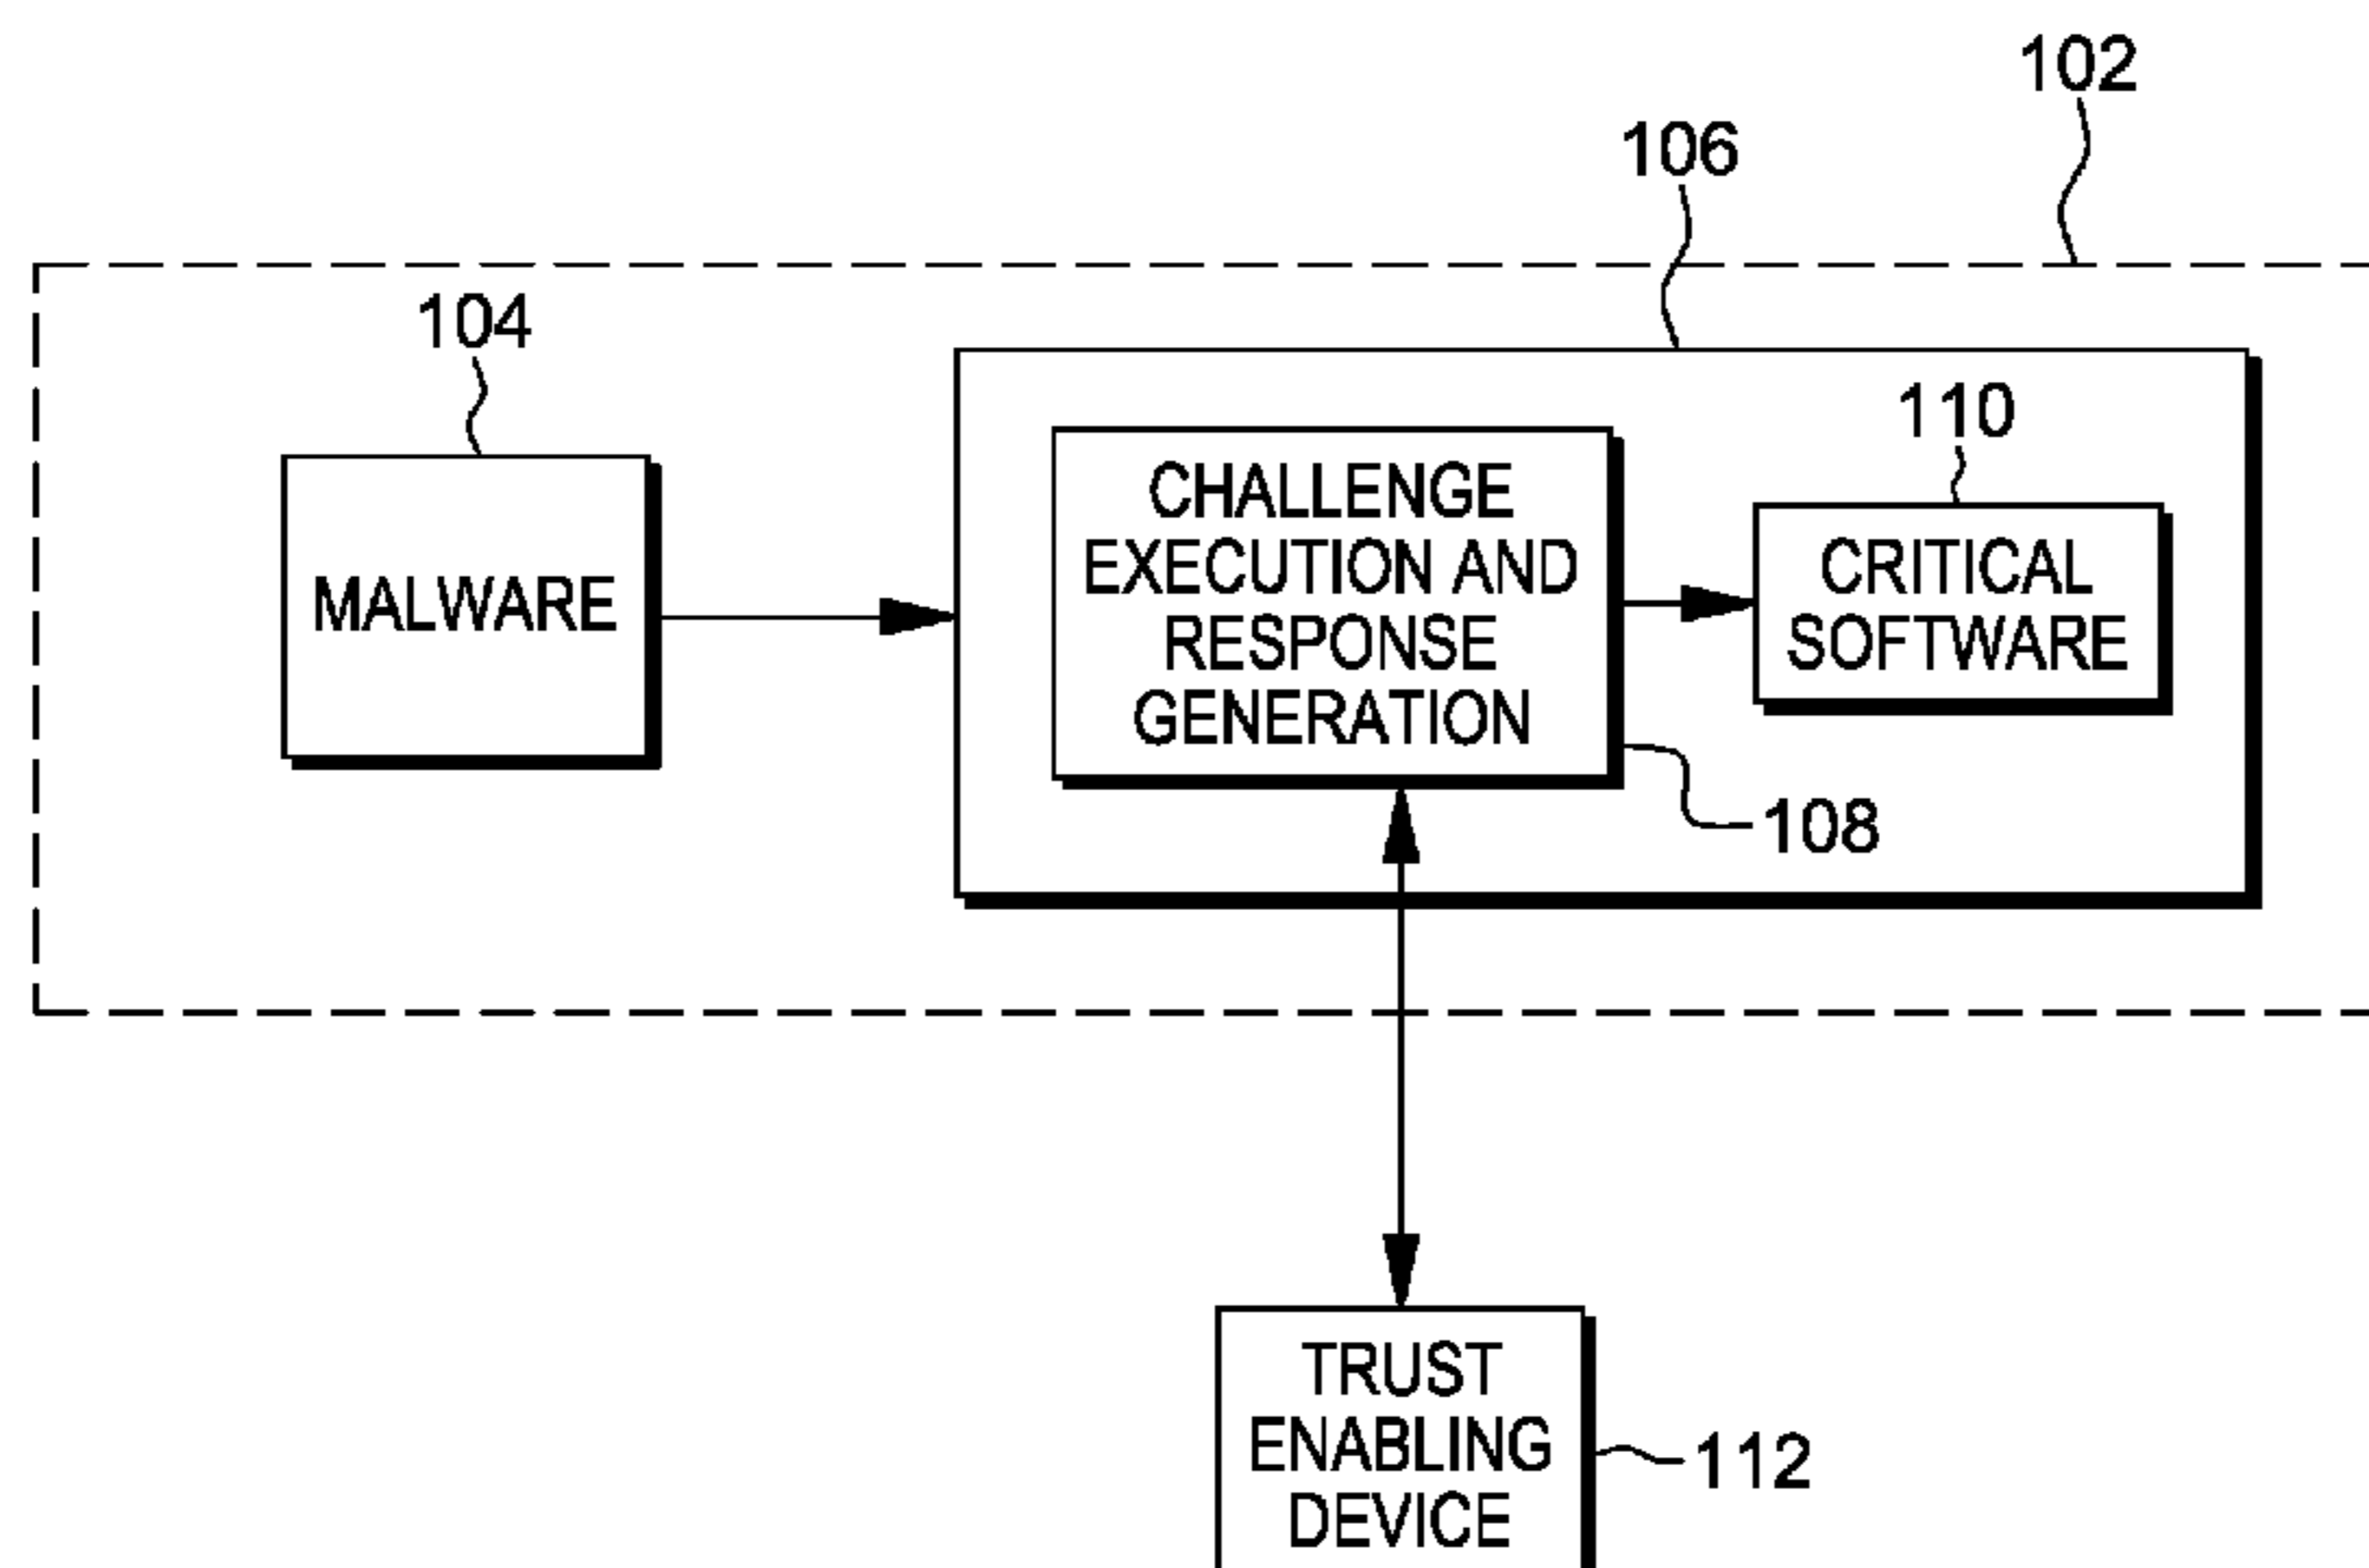 102
106
104
110
CHALLENGE
EXECUTION AND
RESPONSE
GENERATION
CRITICAL
SOFTWARE
MALWARE
108
TRUST
ENABLING
DEVICE
112